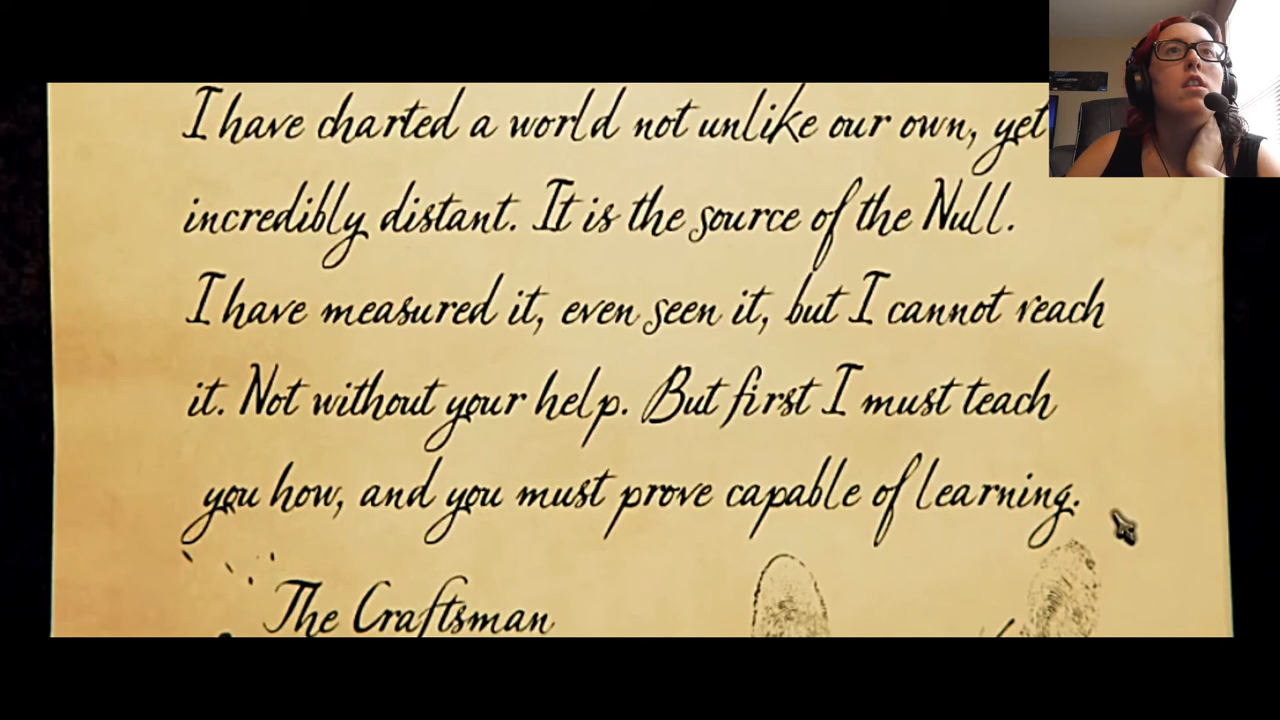 I have charted a world not unlike our own, yet
incredibly distant. It is the source of the Null.
I have measured it, even seen it, but I cannot reach
it. Not without your help. But first I must teach
you how, and you must prove capable of learning.
The Craftsman